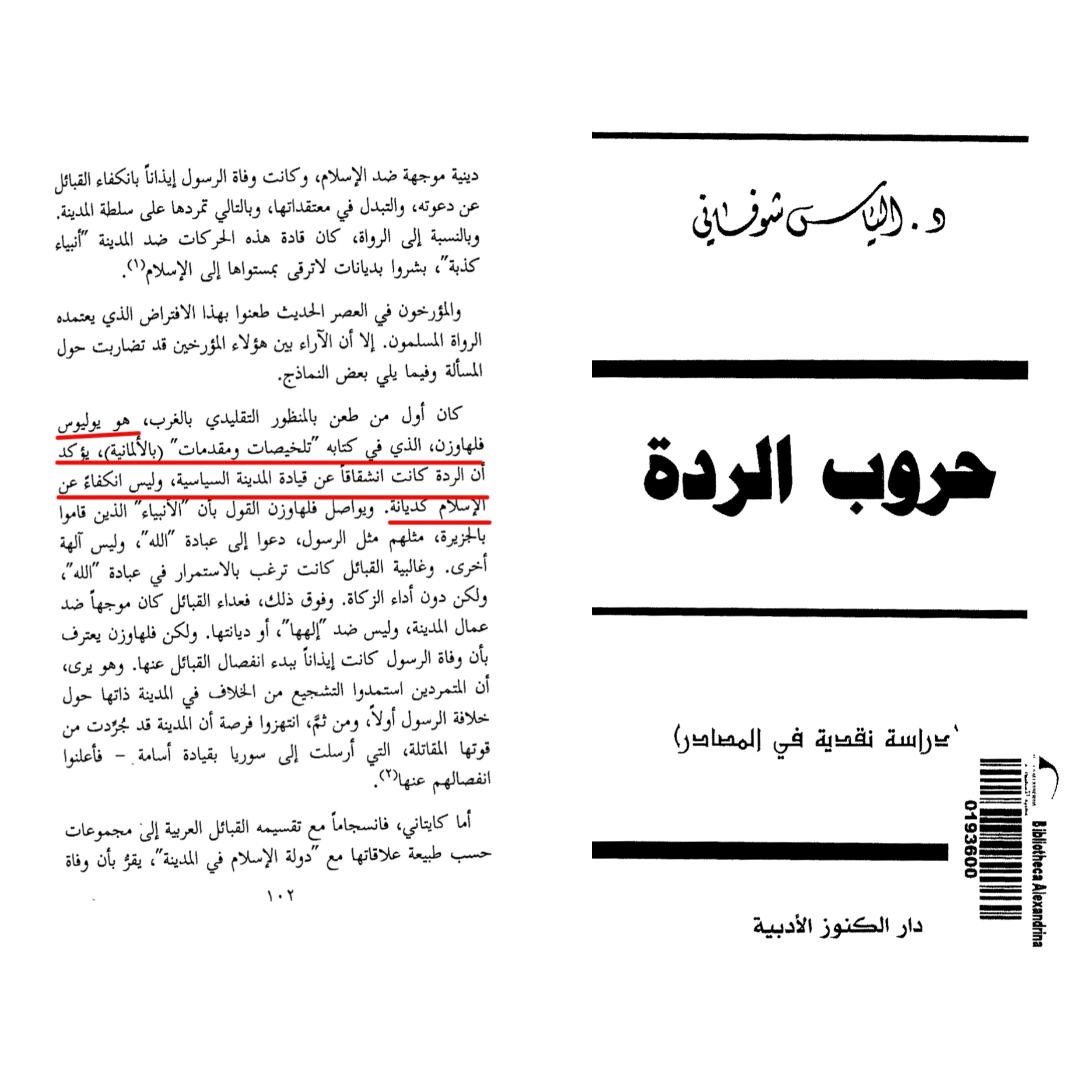 دينية موجهة ضد الإسلام، وكانت وفاة الرسول إيذاناً بانكفاء القبائل
عن دعوته، والتبدل في معتقداتها، وبالتالي تمردها على سلطة المدينة.
وبالنسبة إلى الرواة، كان قادة هذه الحركات ضد المدينة "أنبياء
كذبة"، بشروا بديانات لاترقى بمستواها إلى الإسلام(١).
والمؤرخون في العصر الحديث طعنوا بهذا الافتراض الذي يعتمده
الرواة المسلمون. إلا أن الآراء بين هؤلاء المؤرخين قد تضاربت حول
المسألة وفيما يلي بعض النماذج.
كان أول من طعن بالمنظور التقليدي بالغرب، هو يوليوس
فلهاوزن، الذي في كتابه "تلخيصات ومقدمات" (بالألمانية)، يؤكد
أن الردة كانت انشقاقاً عن قيادة المدينة السياسية، وليس انكفاءً عن
الإسلام كديانة. ويواصل فلهاوزن القول بأن "الأنبياء" الذين قاموا
بالجزيرة، مثلهم مثل الرسول، دعوا إلى عبادة "الله"، وليس آلهة
أخرى. وغالبية القبائل كانت ترغب بالاستمرار في عبادة "الله"،
ولكن دون أداء الزكاة. وفوق ذلك، فعداء القبائل كان موجهاً ضد
عمال المدينة، وليس ضد "إلهها"، أو ديانتها. ولكن فلهاوزن يعترف
بأن وفاة الرسول كانت إيذاناً ببدء انفصال القبائل عنها. وهو يرى،
أن المتمردين استمدوا التشجيع من الخلاف في المدينة ذاتها حول
خلافة الرسول أولاً، ومن ثمَّ، انتهزوا فرصة أن المدينة قد جُرِّدت من
قوتها المقاتلة، التي أرسلت إلى سوريا بقيادة أسامة – فأعلنوا
انفصالهم عنها(٢).
أما كايتاني، فانسجاماً مع تقسيمه القبائل العربية إلى مجموعات
حسب طبيعة علاقاتها مع "دولة الإسلام في المدينة"، يقرُّ بأن وفاة
١٠٢
د. الياس شوفاني
حروب الردة
دراسة نقدية في المصادر)
دار الكنوز الأدبية
0193600
Bibliotheca Alexandrina